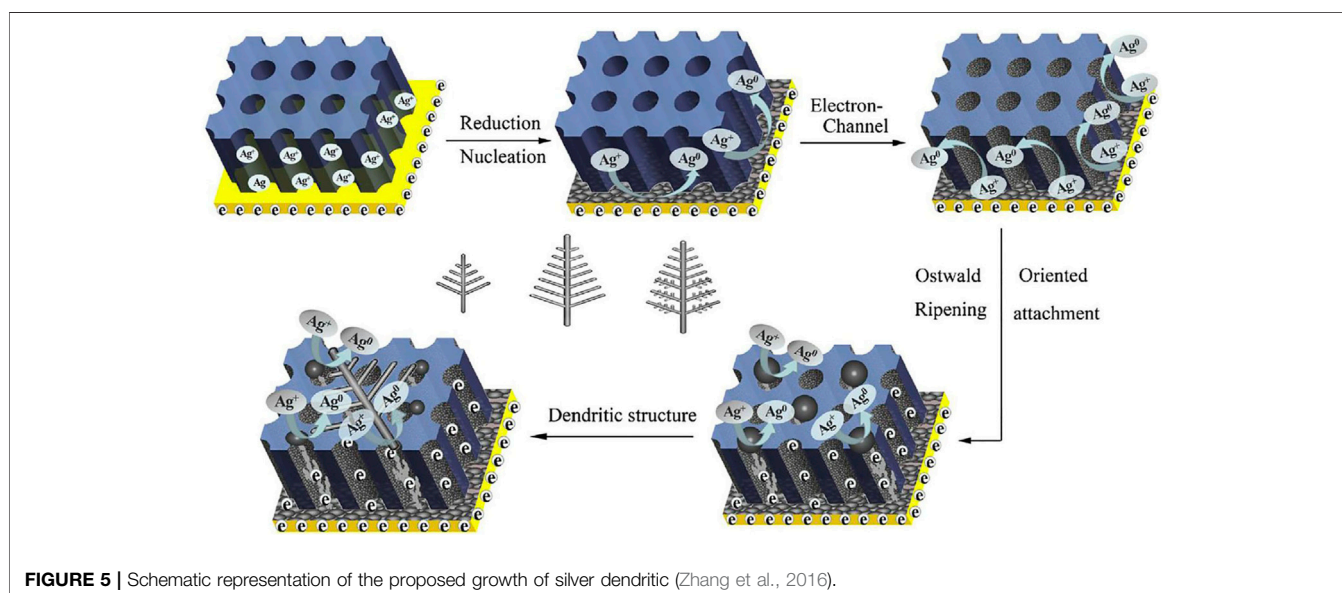 Ag⁺ Ag⁺ Ag⁺ Ag⁺
Ag⁺ Ag⁺ Ag⁺ Ag⁺
Ag Ag⁺ Ag⁺ Ag⁺
e e e e e e e e e e
Reduction
Nucleation
Ag⁰
Ag⁺
Ag⁺ Ag⁰
e e e e e e e e e e
Electron-
Channel
Ag⁰
Ag⁺
Ag⁰
Ag⁰ Ag⁰ Ag⁺
Ag⁺ Ag⁺
e e e e e e e e e e
Ostwald Oriented
Ripening attachment
Ag⁺ Ag⁰
Ag⁺ Ag⁰ Ag⁺ Ag⁰
e e e e e e e e e e
Dendritic structure
Ag⁺ Ag⁰
Ag⁺ Ag⁰ Ag⁺ Ag⁰
e e e e e e e e e e
FIGURE 5 | Schematic representation of the proposed growth of silver dendritic (Zhang et al., 2016).